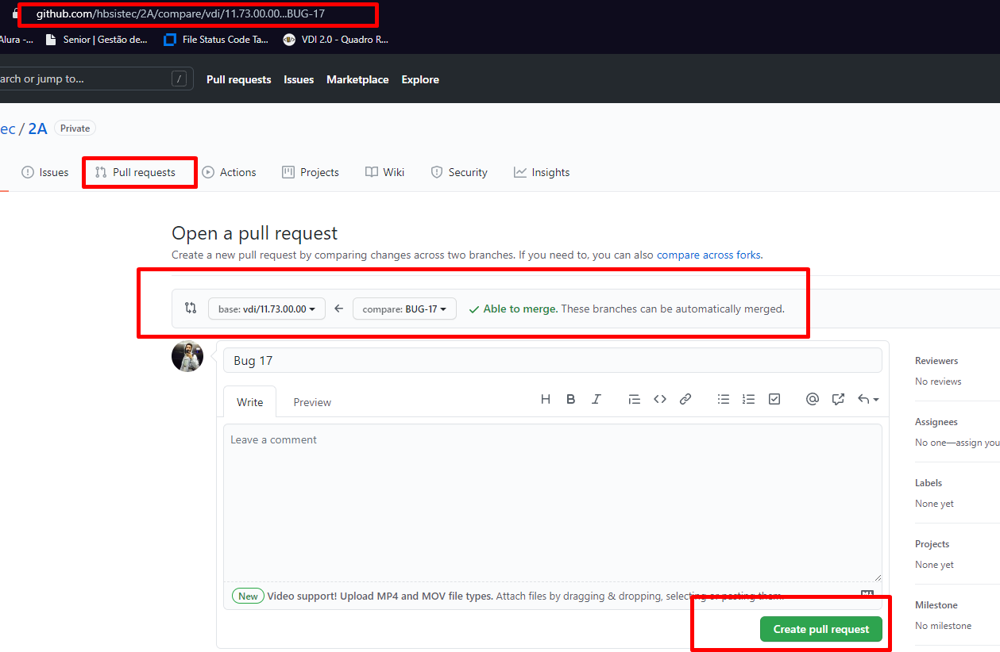 github.com/hbsistec/2A/compare/vdi/11.73.00.00...BUG-17
Alura -... Senior | Gestão de... File Status Code Ta... VDI 2.0 - Quadro R...
arch or jump to... / Pull requests Issues Marketplace Explore
ec / 2A Private
Issues Pull requests Actions Projects Wiki Security Insights
Open a pull request
Create a new pull request by comparing changes across two branches. If you need to, you can also compare across forks.
base: vdi/11.73.00.00 compare: BUG-17 Able to merge. These branches can be automatically merged.
Bug 17
Write Preview H B I
Leave a comment
New Video support! Upload MP4 and MOV file types. Attach files by dragging & dropping, selecting or pasting them.
Create pull request
Reviewers
No reviews
Assignees
No one—assign you
Labels
None yet
Projects
None yet
Milestone
No milestone